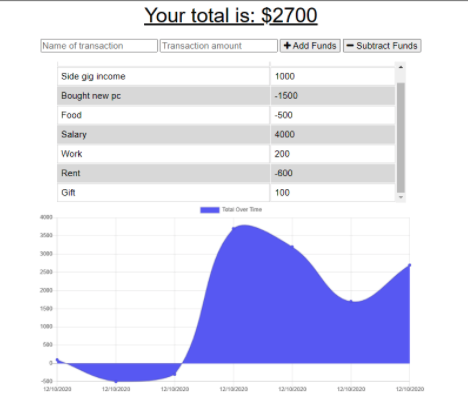 Your total is: $2700
Name of transaction Transaction amount + Add Funds − Subtract Funds
Side gig income 1000
Bought new pc -1500
Food -500
Salary 4000
Work 200
Rent -600
Gift 100
Total Over Time
4000
3500
3000
2500
2000
1500
1000
500
0
-500
12/10/2020 12/10/2020 12/10/2020 12/10/2020 12/10/2020 12/10/2020 12/10/2020